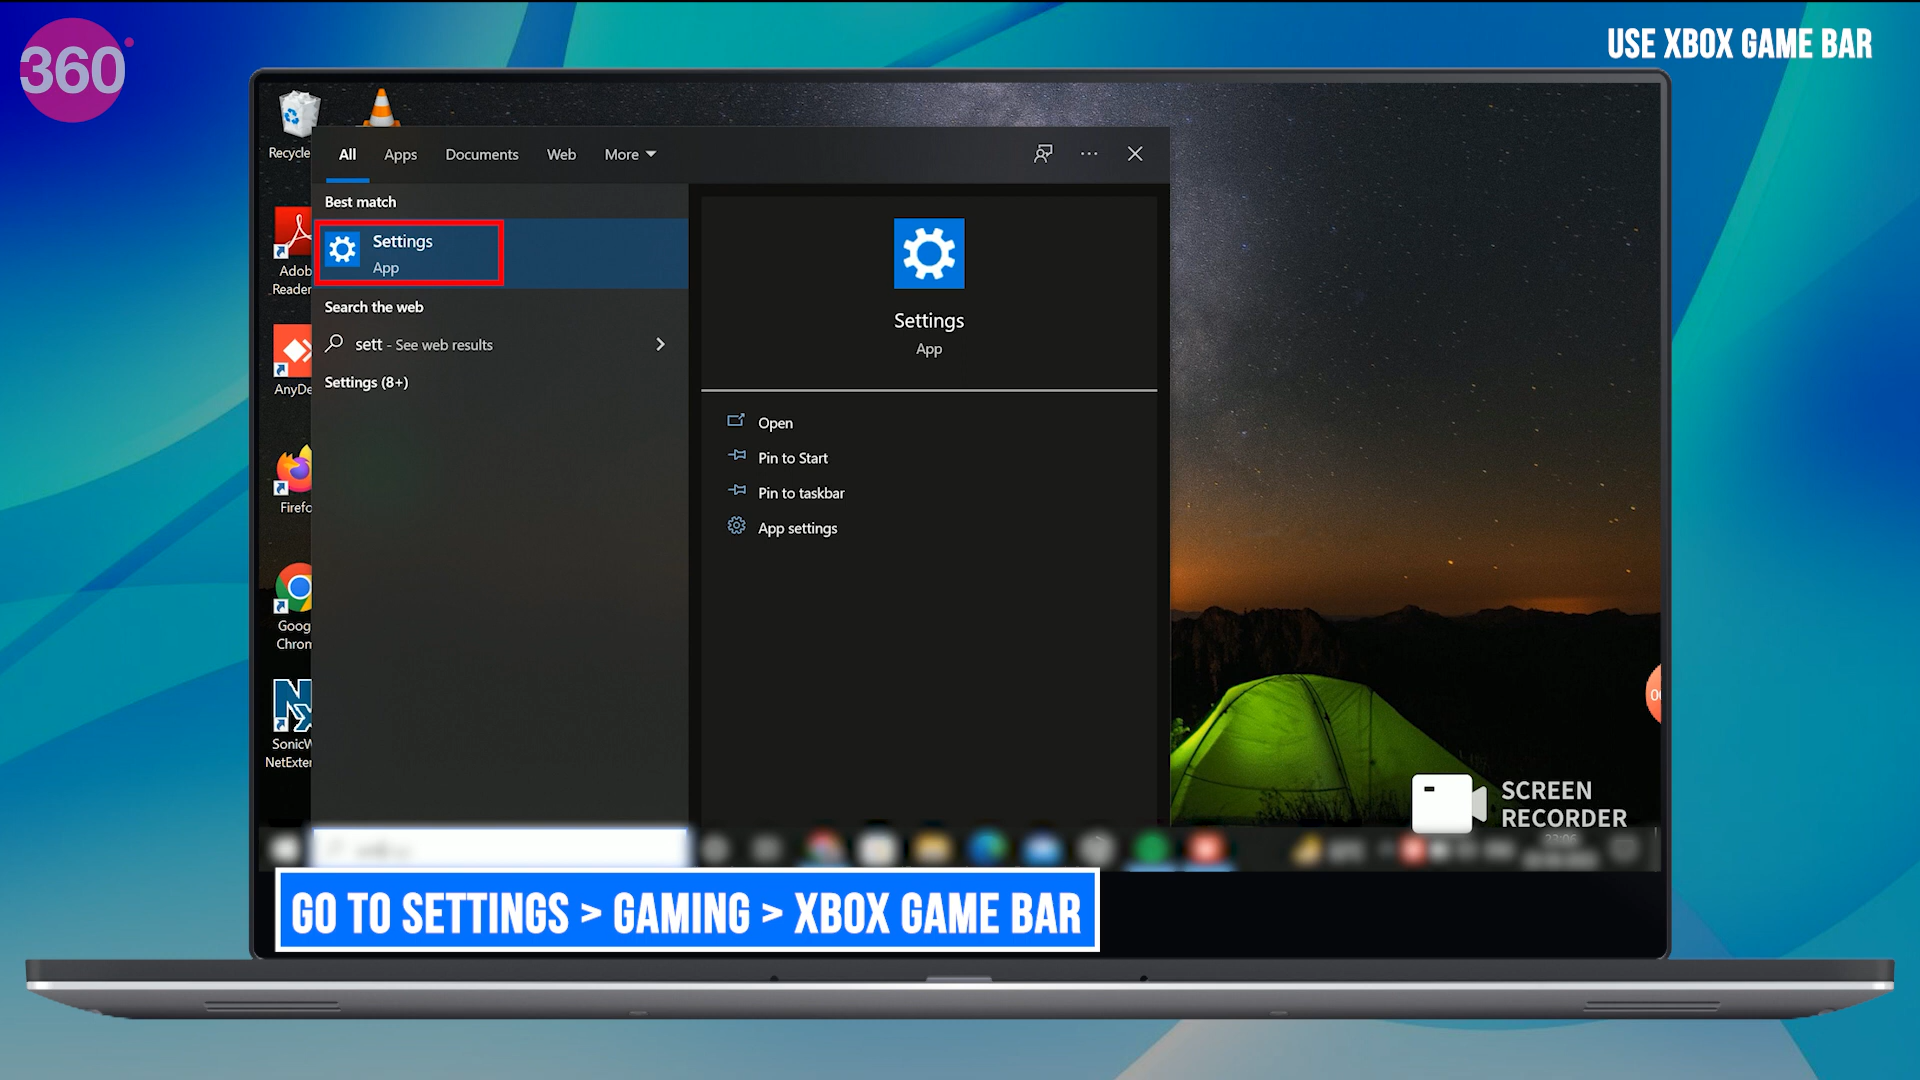 360
USE XBOX GAME BAR
Recycle
All
Apps
Documents
Web
More
Best match
Settings
App
Search the web
sett - See web results
Settings (8+)
Settings
App
Open
Pin to Start
Pin to taskbar
App settings
Adob
Reader
AnyDe
Firefo
Goog
Chrom
SonicW
NetExter
SCREEN
RECORDER
GO TO SETTINGS > GAMING > XBOX GAME BAR